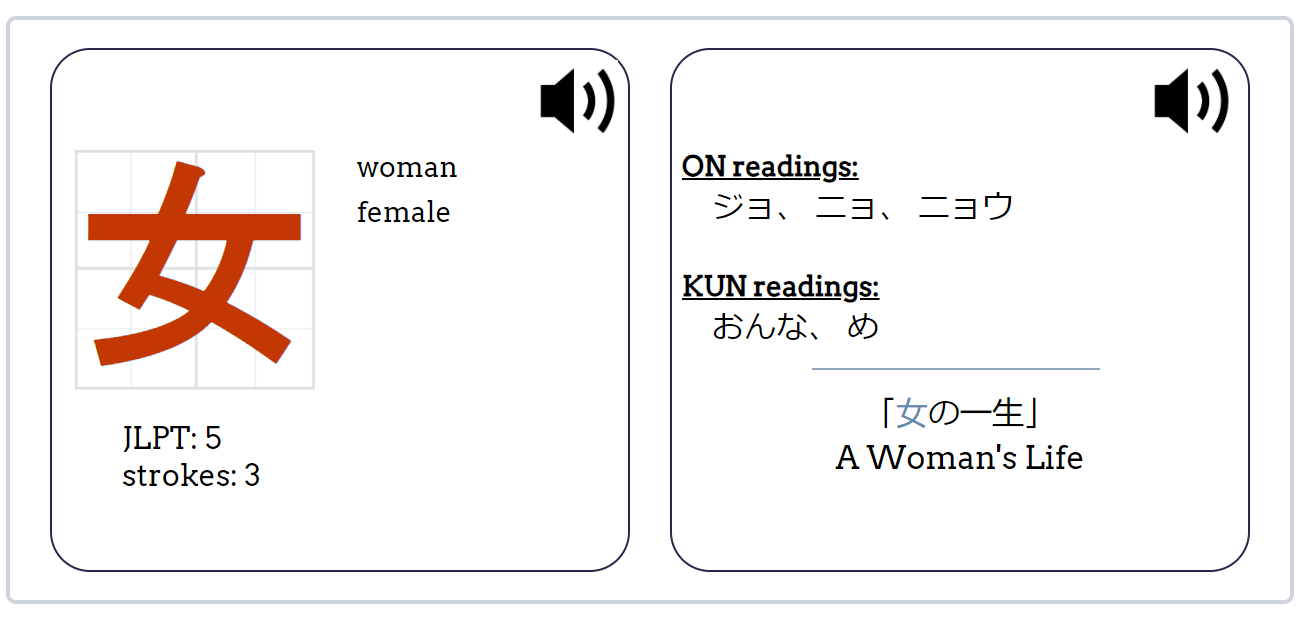 女
woman
female
JLPT: 5
strokes: 3
ON readings:
ジョ、 ニョ、 ニョウ
KUN readings:
おんな、 め
「女の一生」
A Woman's Life